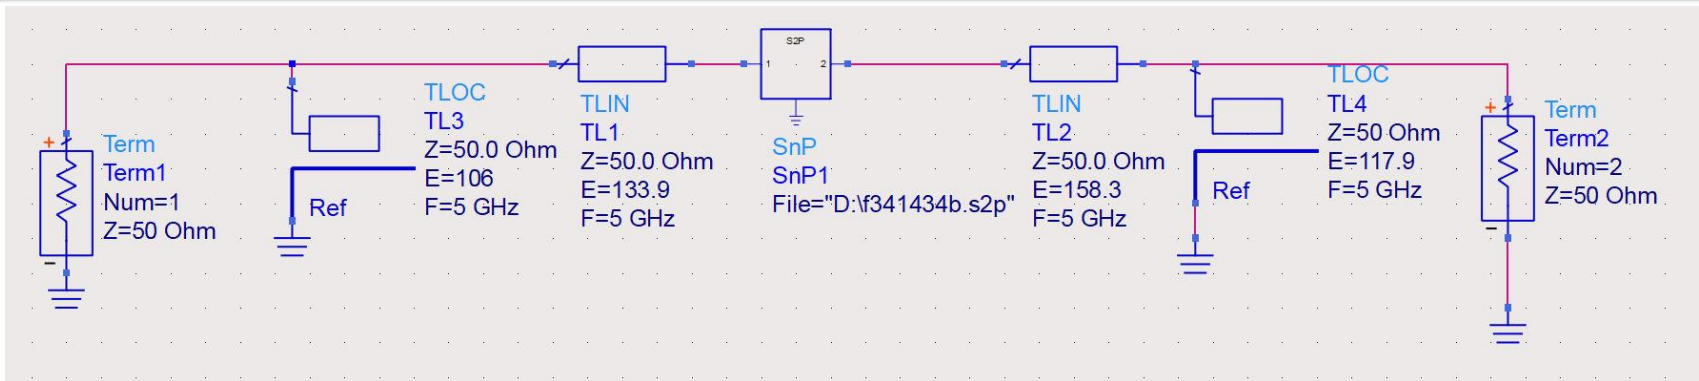 +
Term
Term1
Num=1
Z=50 Ohm
−
Ref
TLOC
TL3
Z=50.0 Ohm
E=106
F=5 GHz
TLIN
TL1
Z=50.0 Ohm
E=133.9
F=5 GHz
S2P
1 2
SnP
SnP1
File="D:\f341434b.s2p"
TLIN
TL2
Z=50.0 Ohm
E=158.3
F=5 GHz
Ref
TLOC
TL4
Z=50 Ohm
E=117.9
F=5 GHz
+
Term
Term2
Num=2
Z=50 Ohm
−